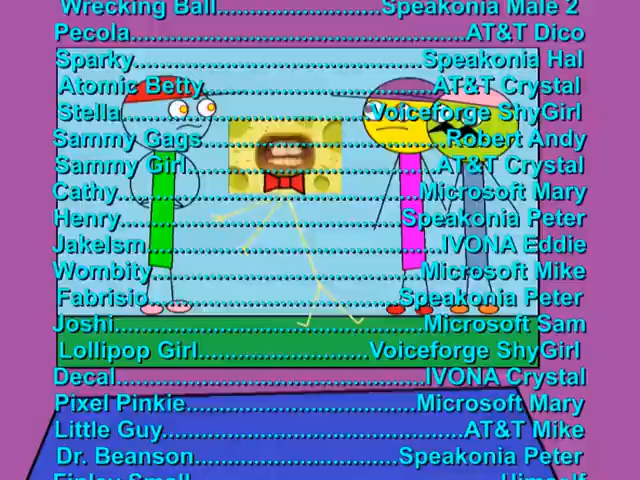 Wrecking Ball........................Speakonia Male 2
Pecola............................................................AT&T Dico
Sparky..........................................Speakonia Hal
Atomic Betty.................................AT&T Crystal
Stella....................................Voiceforge ShyGirl
Sammy Gags...................................Robert Andy
Sammy Girl....................................AT&T Crystal
Cathy...............................................Microsoft Mary
Henry.........................................Speakonia Peter
Jakelsm...........................................IVONA Eddie
Wombity.......................................Microsoft Mike
Fabrisio.....................................Speakonia Peter
Joshi............................................Microsoft Sam
Lollipop Girl.........................Voiceforge ShyGirl
Decal............................................IVONA Crystal
Pixel Pinkie.................................Microsoft Mary
Little Guy...........................................AT&T Mike
Dr. Beanson..............................Speakonia Peter
Finley Small............................................Himself